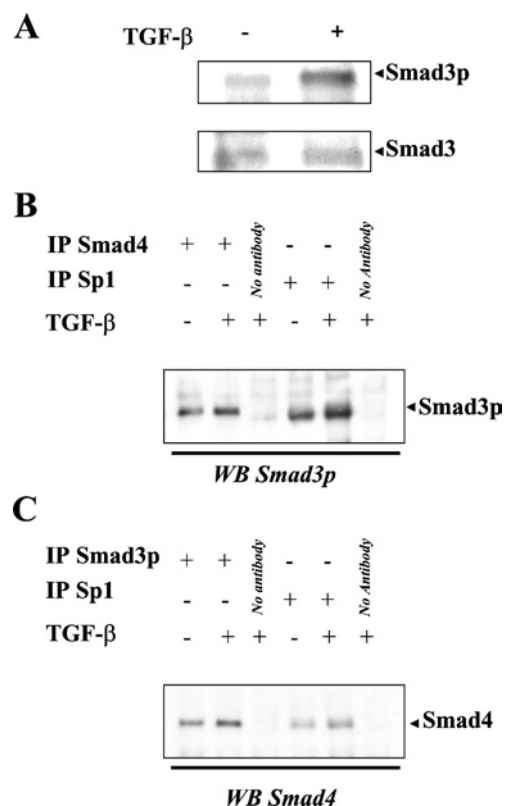 A
TGF-β - +
Smad3p
Smad3
B
IP Smad4 + + No antibody - - No Antibody
IP Sp1 - - + +
TGF-β - + + - + +
Smad3p
WB Smad3p
C
IP Smad3p + + No antibody - - No Antibody
IP Sp1 - - + +
TGF-β - + + - + +
Smad4
WB Smad4